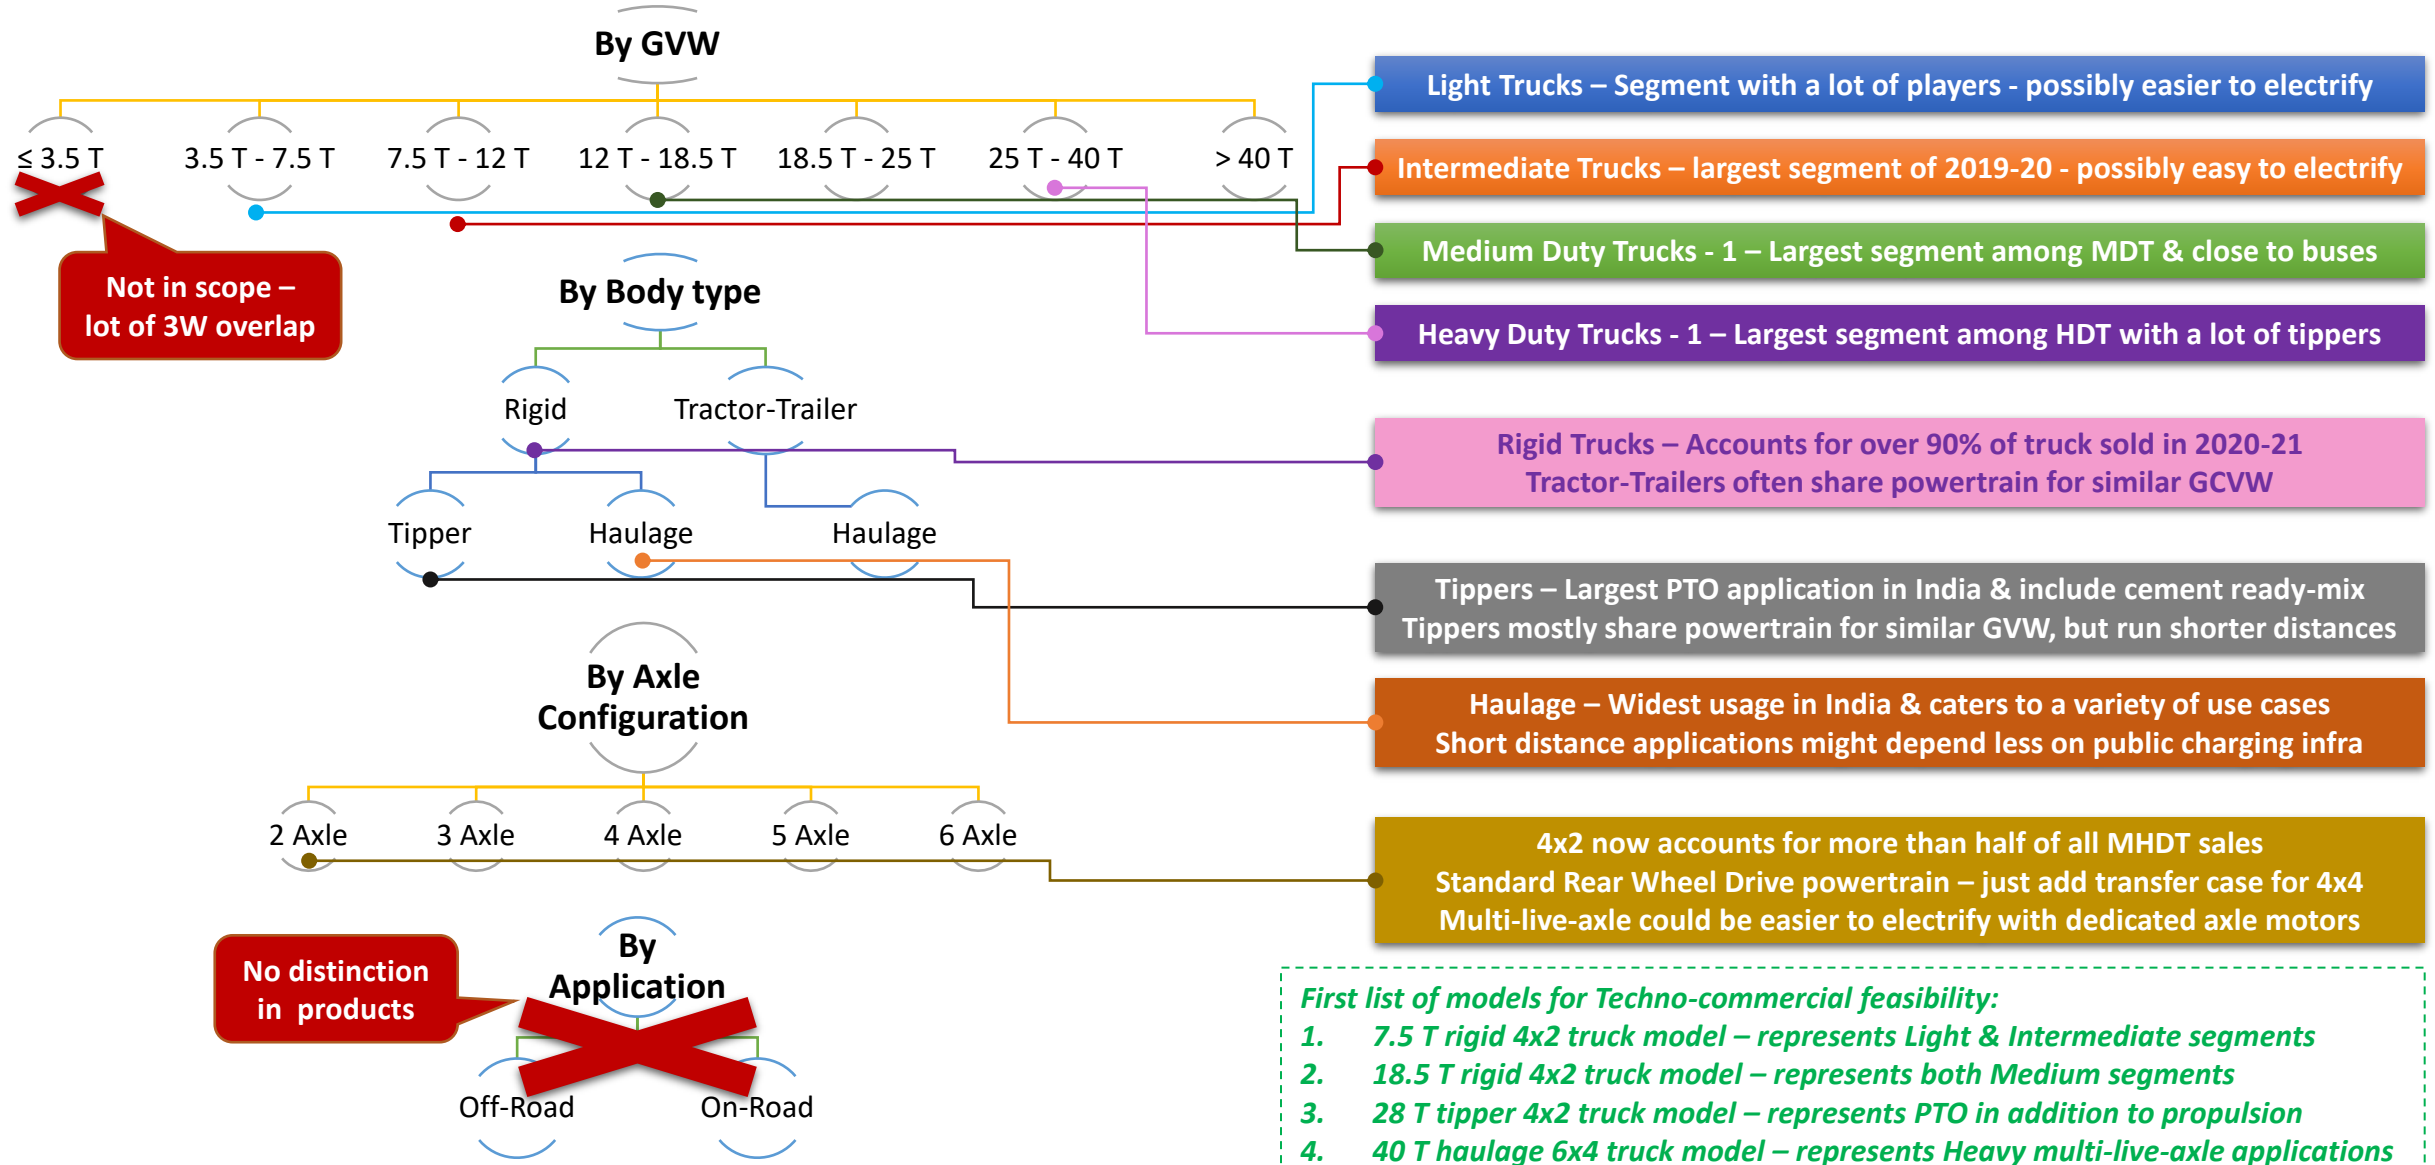 By GVW
≤ 3.5 T
3.5 T - 7.5 T
7.5 T - 12 T
12 T - 18.5 T
18.5 T - 25 T
25 T - 40 T
> 40 T
Not in scope –
lot of 3W overlap
By Body type
Rigid
Tractor-Trailer
Tipper
Haulage
Haulage
By Axle
Configuration
2 Axle
3 Axle
4 Axle
5 Axle
6 Axle
By
Application
No distinction
in products
Off-Road
On-Road
Light Trucks – Segment with a lot of players - possibly easier to electrify
Intermediate Trucks – largest segment of 2019-20 - possibly easy to electrify
Medium Duty Trucks - 1 – Largest segment among MDT & close to buses
Heavy Duty Trucks - 1 – Largest segment among HDT with a lot of tippers
Rigid Trucks – Accounts for over 90% of truck sold in 2020-21
Tractor-Trailers often share powertrain for similar GCVW
Tippers – Largest PTO application in India & include cement ready-mix
Tippers mostly share powertrain for similar GVW, but run shorter distances
Haulage – Widest usage in India & caters to a variety of use cases
Short distance applications might depend less on public charging infra
4x2 now accounts for more than half of all MHDT sales
Standard Rear Wheel Drive powertrain – just add transfer case for 4x4
Multi-live-axle could be easier to electrify with dedicated axle motors
First list of models for Techno-commercial feasibility:
1. 7.5 T rigid 4x2 truck model – represents Light & Intermediate segments
2. 18.5 T rigid 4x2 truck model – represents both Medium segments
3. 28 T tipper 4x2 truck model – represents PTO in addition to propulsion
4. 40 T haulage 6x4 truck model – represents Heavy multi-live-axle applications